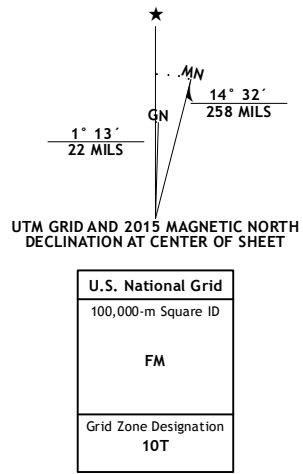 ★
MN
GN
14° 32´
258 MILS
1° 13´
22 MILS
UTM GRID AND 2015 MAGNETIC NORTH
DECLINATION AT CENTER OF SHEET
U.S. National Grid
100,000-m Square ID
FM
Grid Zone Designation
10T